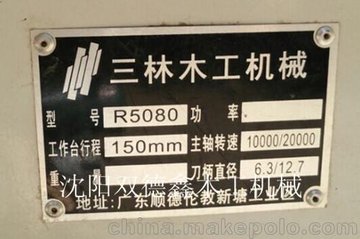 三林木工机械
型 号 R5080 功 率
工作台行程 150mm 主轴转速 10000/20000
重 刀柄直径 6.3/12.7
沈阳双德鑫木工机械
地址:广东顺德伦教新塘工业区
www.makepolo.com